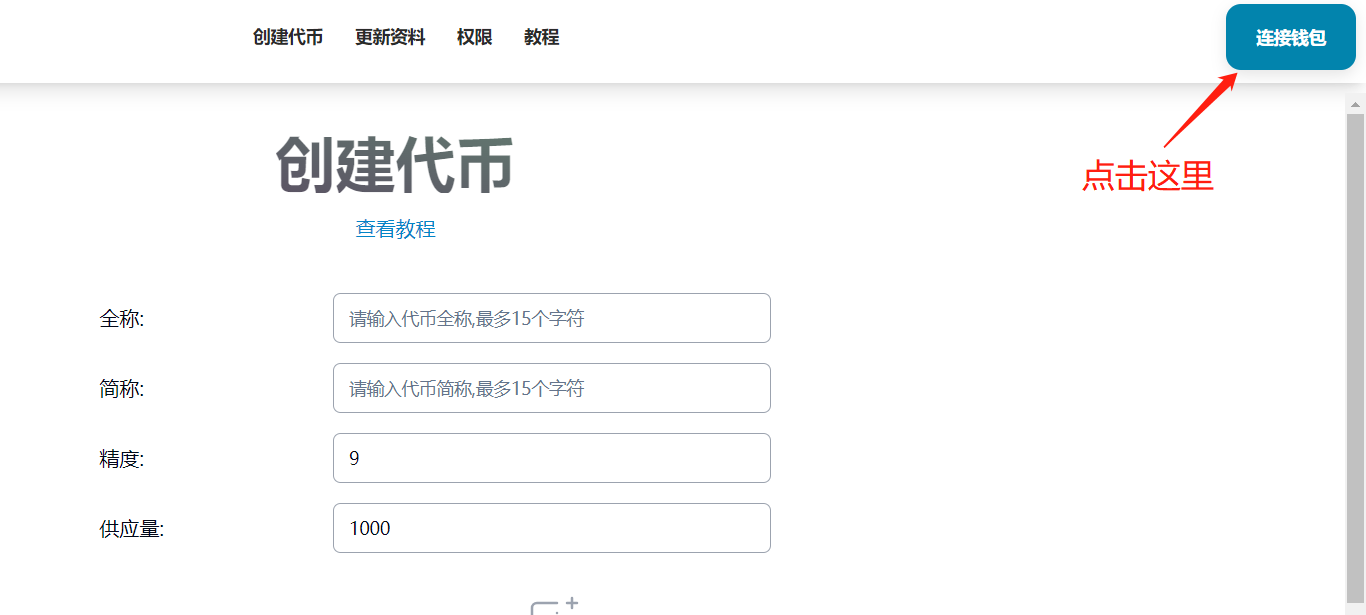 创建代币 更新资料 权限 教程 连接钱包
点击这里
创建代币
查看教程
全称: 请输入代币全称,最多15个字符
简称: 请输入代币简称,最多15个字符
精度: 9
供应量: 1000